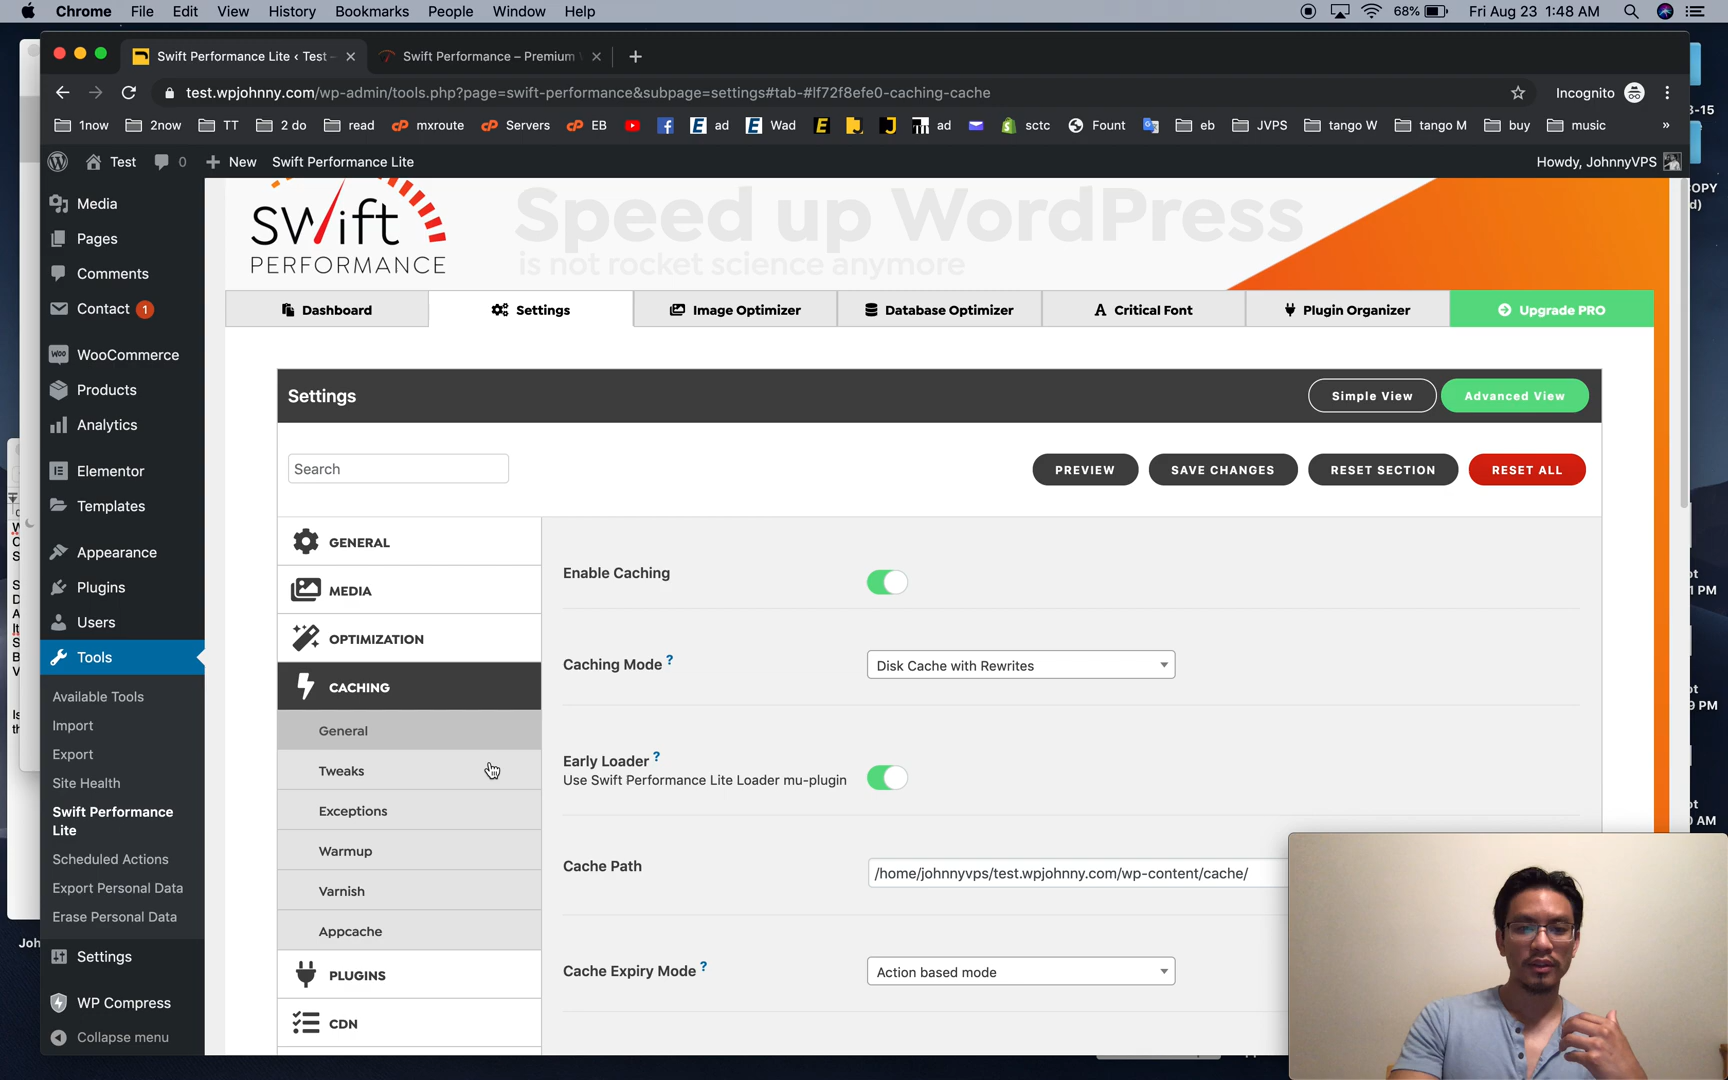 Chrome File Edit View History Bookmarks People Window Help 68% Fri Aug 23 1:48 AM
Swift Performance Lite ‹ Test – Swift Performance – Premium
test.wpjohnny.com/wp-admin/tools.php?page=swift-performance&subpage=settings#tab-#lf72f8efe0-caching-cache Incognito
1now 2now TT 2 do read mxroute Servers EB ad Wad ad sctc Fount eb JVPS tango W tango M buy music »
Test 0 New Swift Performance Lite Howdy, JohnnyVPS
Media
Pages
Comments
Contact 1
WooCommerce
Products
Analytics
Elementor
Templates
Appearance
Plugins
Users
Tools
Available Tools
Import
Export
Site Health
Swift Performance
Lite
Scheduled Actions
Export Personal Data
Erase Personal Data
Settings
WP Compress
Collapse menu
swift
PERFORMANCE
Speed up WordPress
is not rocket science anymore
Dashboard Settings Image Optimizer Database Optimizer Critical Font Plugin Organizer Upgrade PRO
Settings Simple View Advanced View
Search PREVIEW SAVE CHANGES RESET SECTION RESET ALL
GENERAL
MEDIA
OPTIMIZATION
CACHING
General
Tweaks
Exceptions
Warmup
Varnish
Appcache
PLUGINS
CDN
Enable Caching
Caching Mode ? Disk Cache with Rewrites
Early Loader ?
Use Swift Performance Lite Loader mu-plugin
Cache Path /home/johnnyvps/test.wpjohnny.com/wp-content/cache/
Cache Expiry Mode ? Action based mode